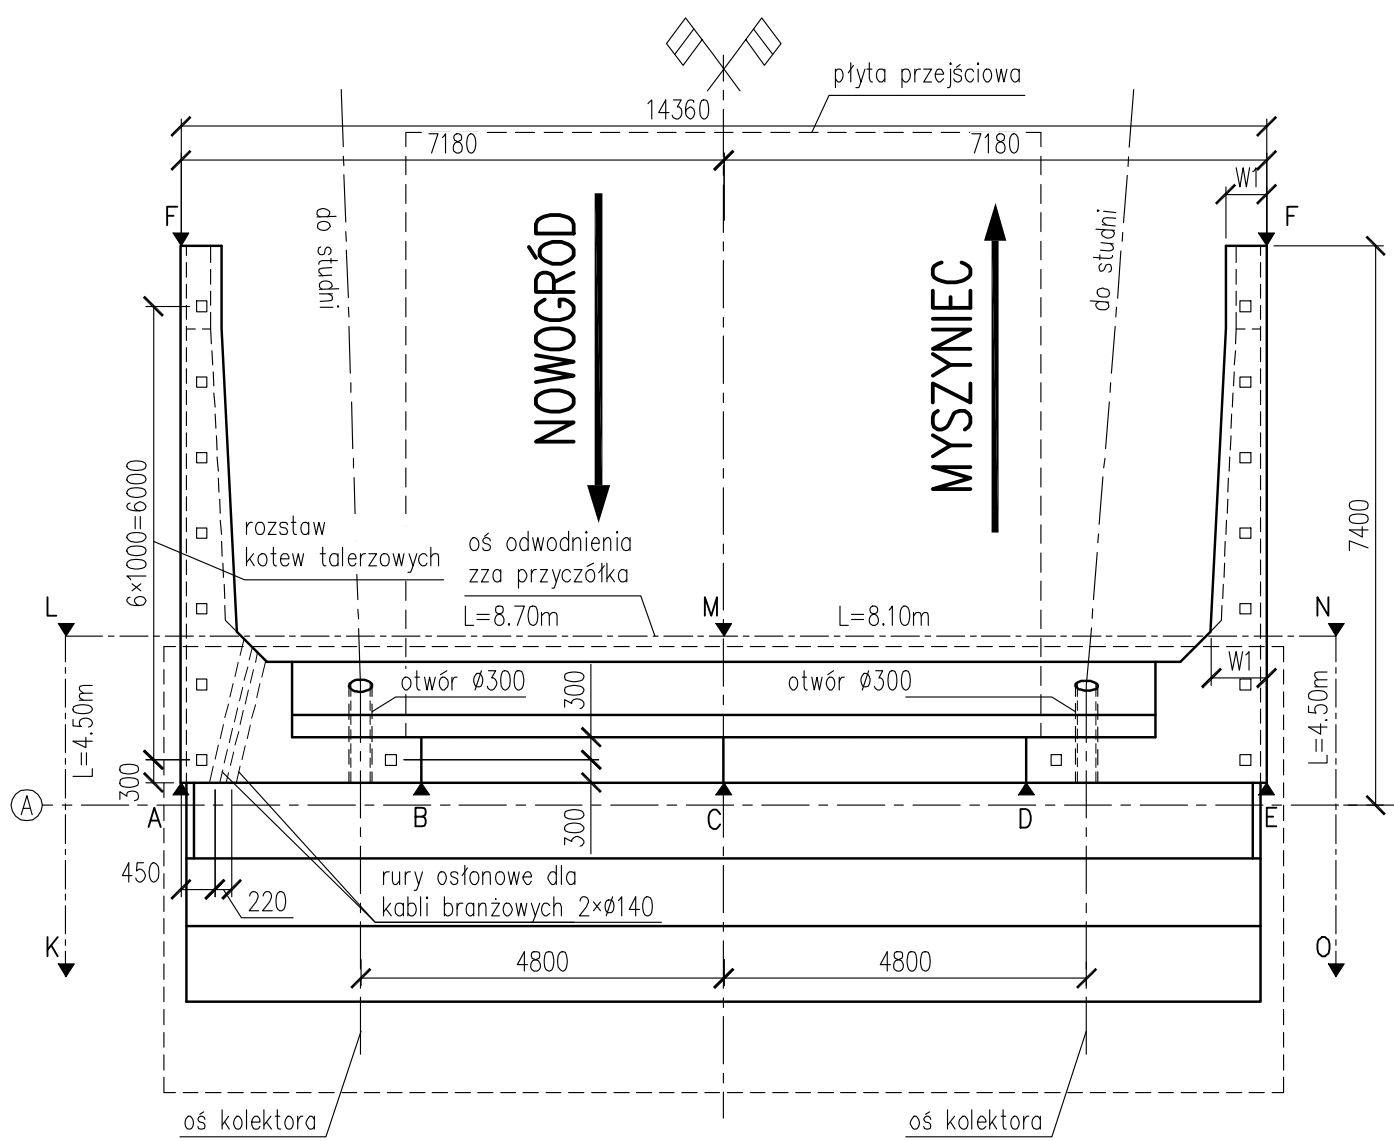 płyta przejściowa
14360
7180
7180
W1
F
F
do studni
NOWOGRÓD
MYSZYNIEC
do studni
6×1000=6000
rozstaw
kotew talerzowych
oś odwodnienia
zza przyczółka
7400
L
L=8.70m
M
L=8.10m
N
W1
otwór Ø300
300
otwór Ø300
L=4.50m
L=4.50m
300
A
A
B
C
D
E
300
450
220
rury osłonowe dla
kabli branżowych 2×Ø140
K
O
4800
4800
oś kolektora
oś kolektora